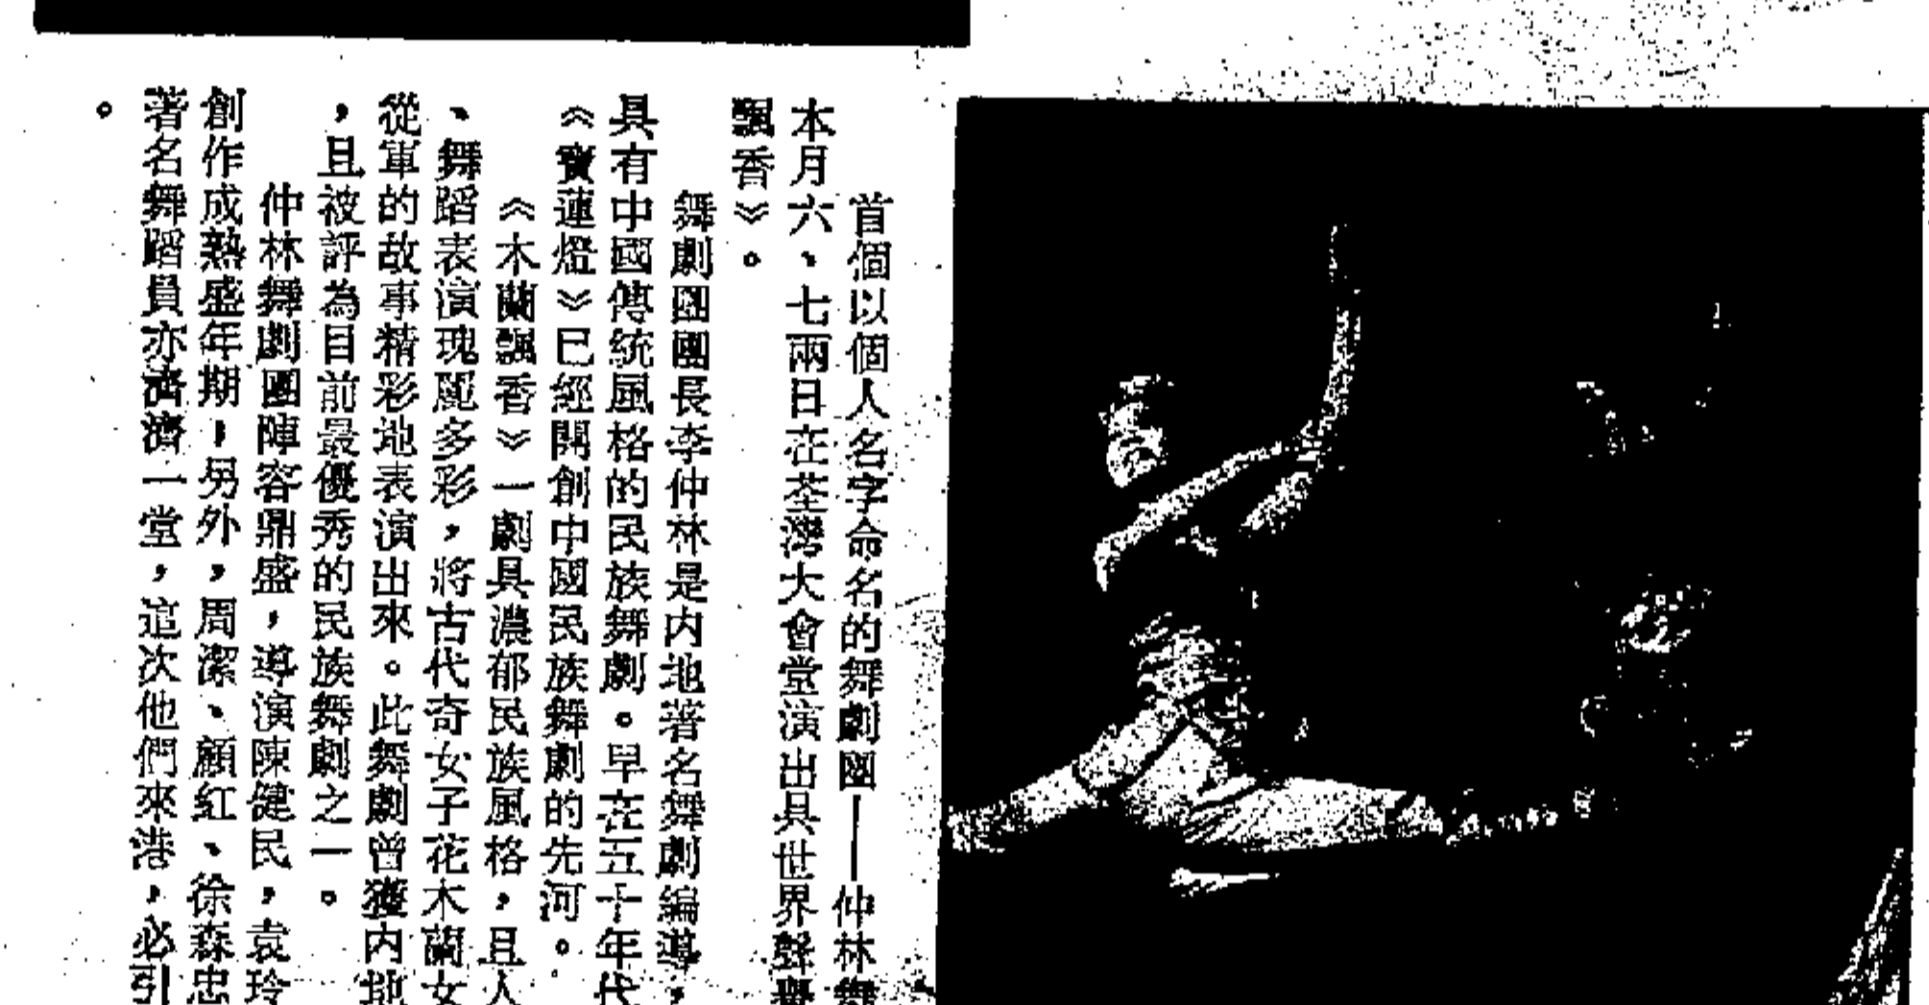 首個以個人名字命名的舞劇團——仲林舞
本月六、七兩日在荃灣大會堂演出具世界聲譽
飄香》。
舞劇團團長李仲林是内地著名舞劇編導，
具有中國傳統風格的民族舞劇。早在五十年代
《寶蓮燈》已經開創中國民族舞劇的先河。
《木蘭飄香》一劇具濃郁民族風格，且人
、舞蹈表演瑰麗多彩，將古代奇女子花木蘭女
從軍的故事精彩地表演出來。此舞劇曾獲内地
，且被評為目前最優秀的民族舞劇之一。
仲林舞劇團陣容鼎盛，導演陳健民，袁玲
創作成熟盛年期，另外，周潔、顧紅、徐森忠
著名舞蹈員亦濟濟一堂，這次他們來港，必引
。